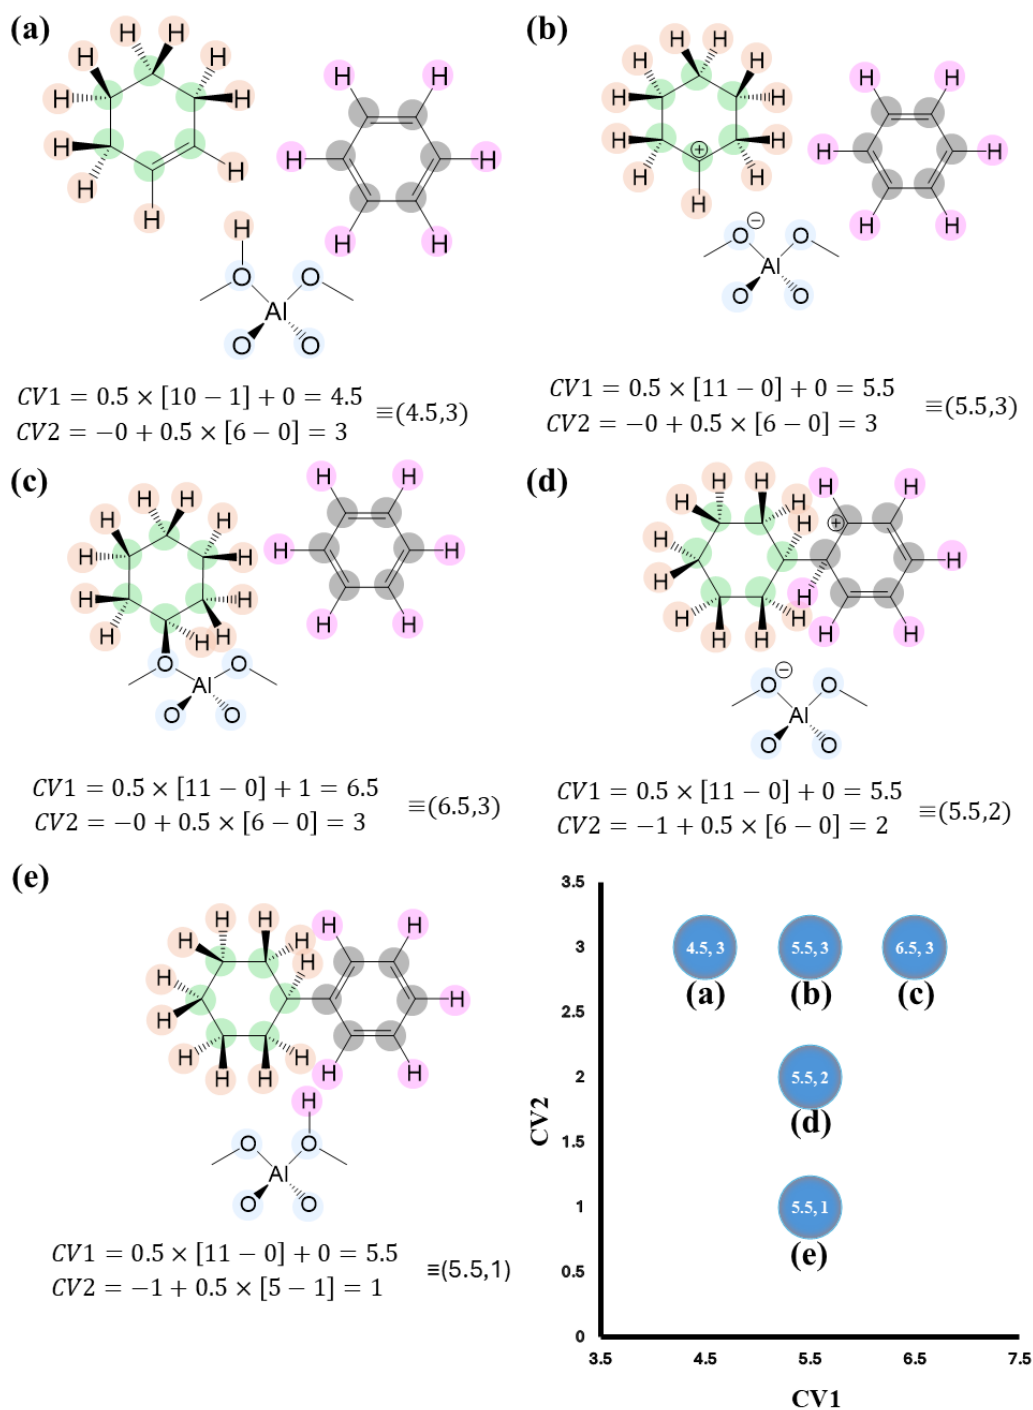 (a)
(b)
H H H H H H H H H H
H
H H H H H H
O O
Al
O O
CV1 = 0.5 × [10 − 1] + 0 = 4.5
CV2 = −0 + 0.5 × [6 − 0] = 3
≡(4.5,3)
H H H H H H H H H H H
⊕
H H H H H H
O⊖ O
Al
O O
CV1 = 0.5 × [11 − 0] + 0 = 5.5
CV2 = −0 + 0.5 × [6 − 0] = 3
≡(5.5,3)
(c)
(d)
H H H H H H H H H H H
H H H H H H
O O
Al
O O
CV1 = 0.5 × [11 − 0] + 1 = 6.5
CV2 = −0 + 0.5 × [6 − 0] = 3
≡(6.5,3)
H H H H H H H H H H H
⊕
H H H H H H
O⊖ O
Al
O O
CV1 = 0.5 × [11 − 0] + 0 = 5.5
CV2 = −1 + 0.5 × [6 − 0] = 2
≡(5.5,2)
(e)
H H H H H H H H H H H
H H H H H
H
O O
Al
O O
CV1 = 0.5 × [11 − 0] + 0 = 5.5
CV2 = −1 + 0.5 × [5 − 1] = 1
≡(5.5,1)
3.5
3
2.5
2
1.5
1
0.5
0
CV2
4.5, 3
(a)
5.5, 3
(b)
6.5, 3
(c)
5.5, 2
(d)
5.5, 1
(e)
3.5 4.5 5.5 6.5 7.5
CV1